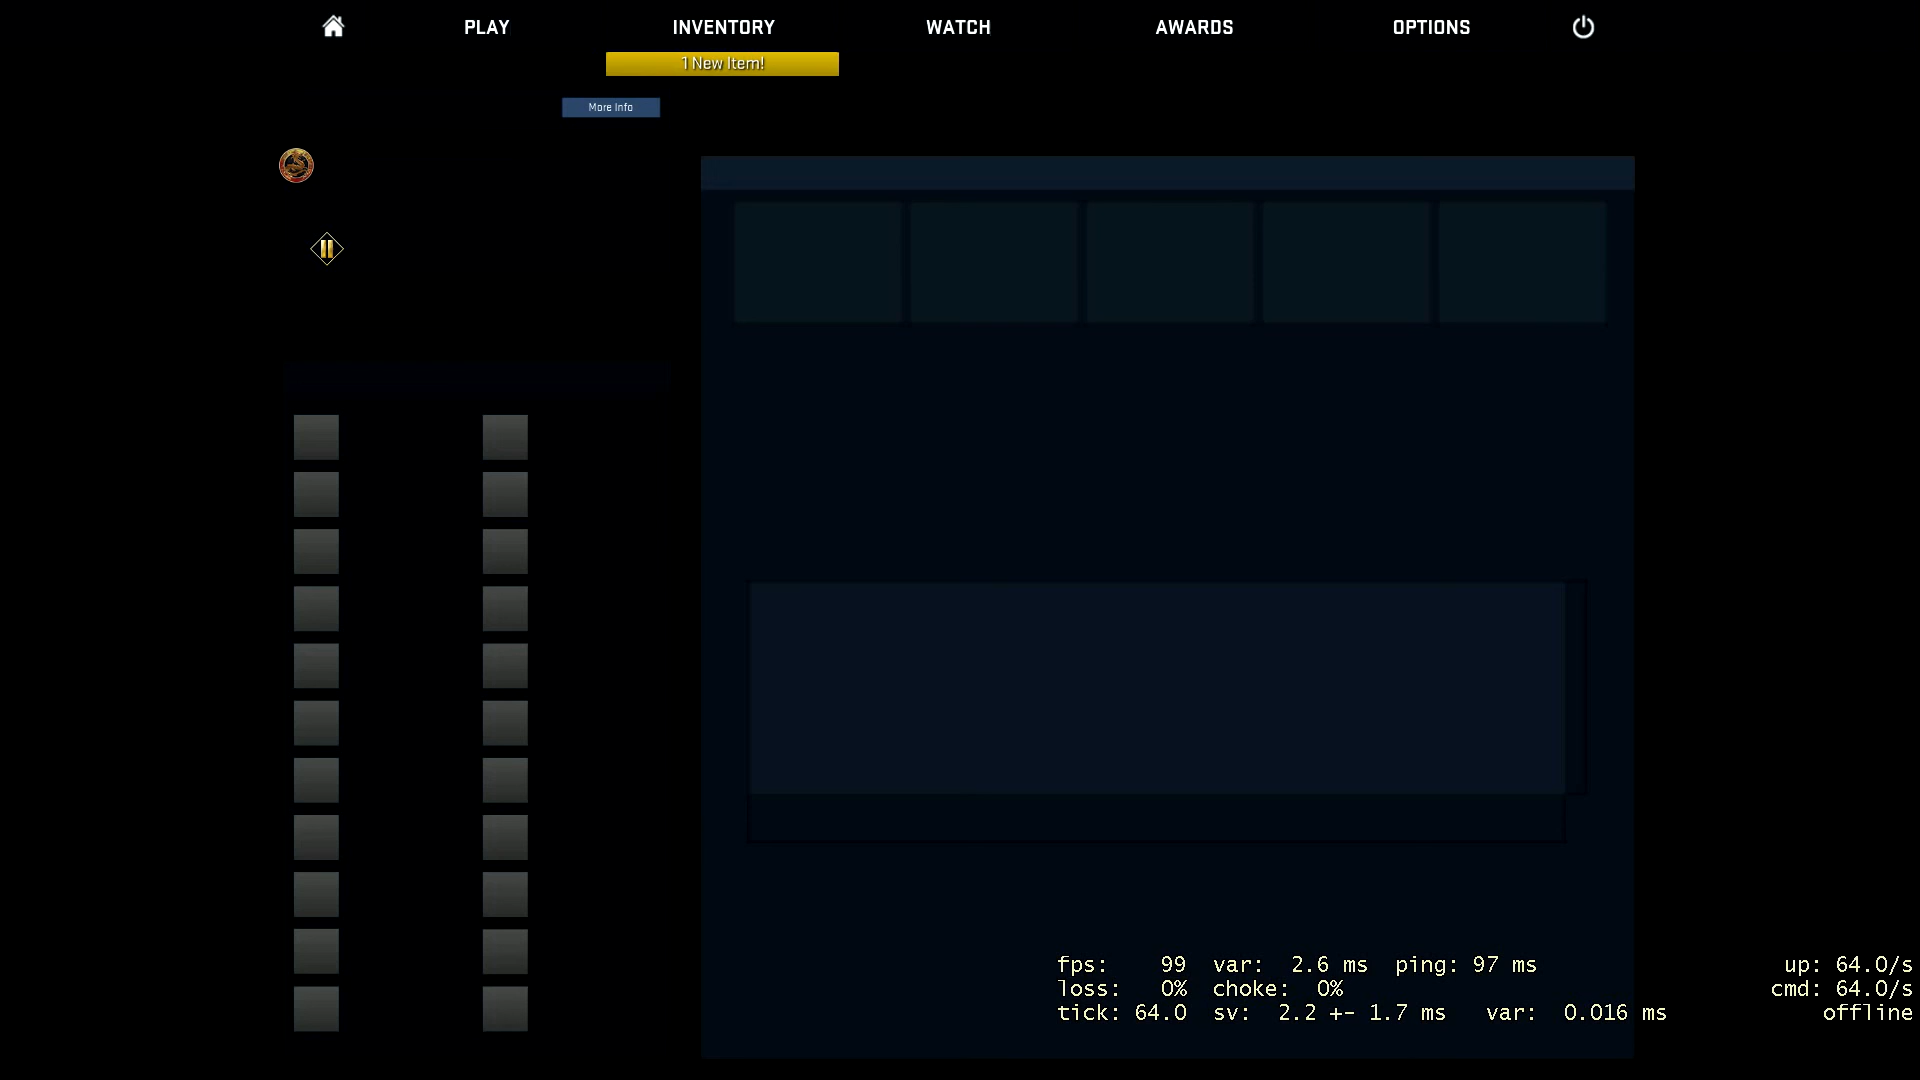 PLAY INVENTORY WATCH AWARDS OPTIONS
1 New Item!
More Info
fps: 99 var: 2.6 ms ping: 97 ms up: 64.0/s
loss: 0% choke: 0% cmd: 64.0/s
tick: 64.0 sv: 2.2 +- 1.7 ms var: 0.016 ms offline